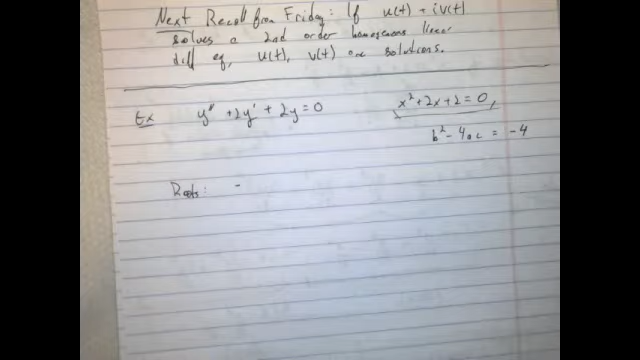 Next Recall from Friday: If u(t) + iv(t)
solves a 2nd order homogenous linear
diff eq, u(t), v(t) are solutions.
Ex y'' + 2y' + 2y = 0 x² + 2x + 2 = 0,
b² - 4ac = -4
Roots: -